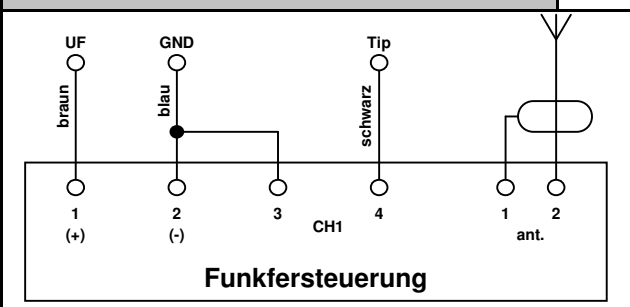 UF GND Tip
braun blau schwarz
1 2 3 4 1 2
(+) (-) CH1 ant.
Funkfersteuerung